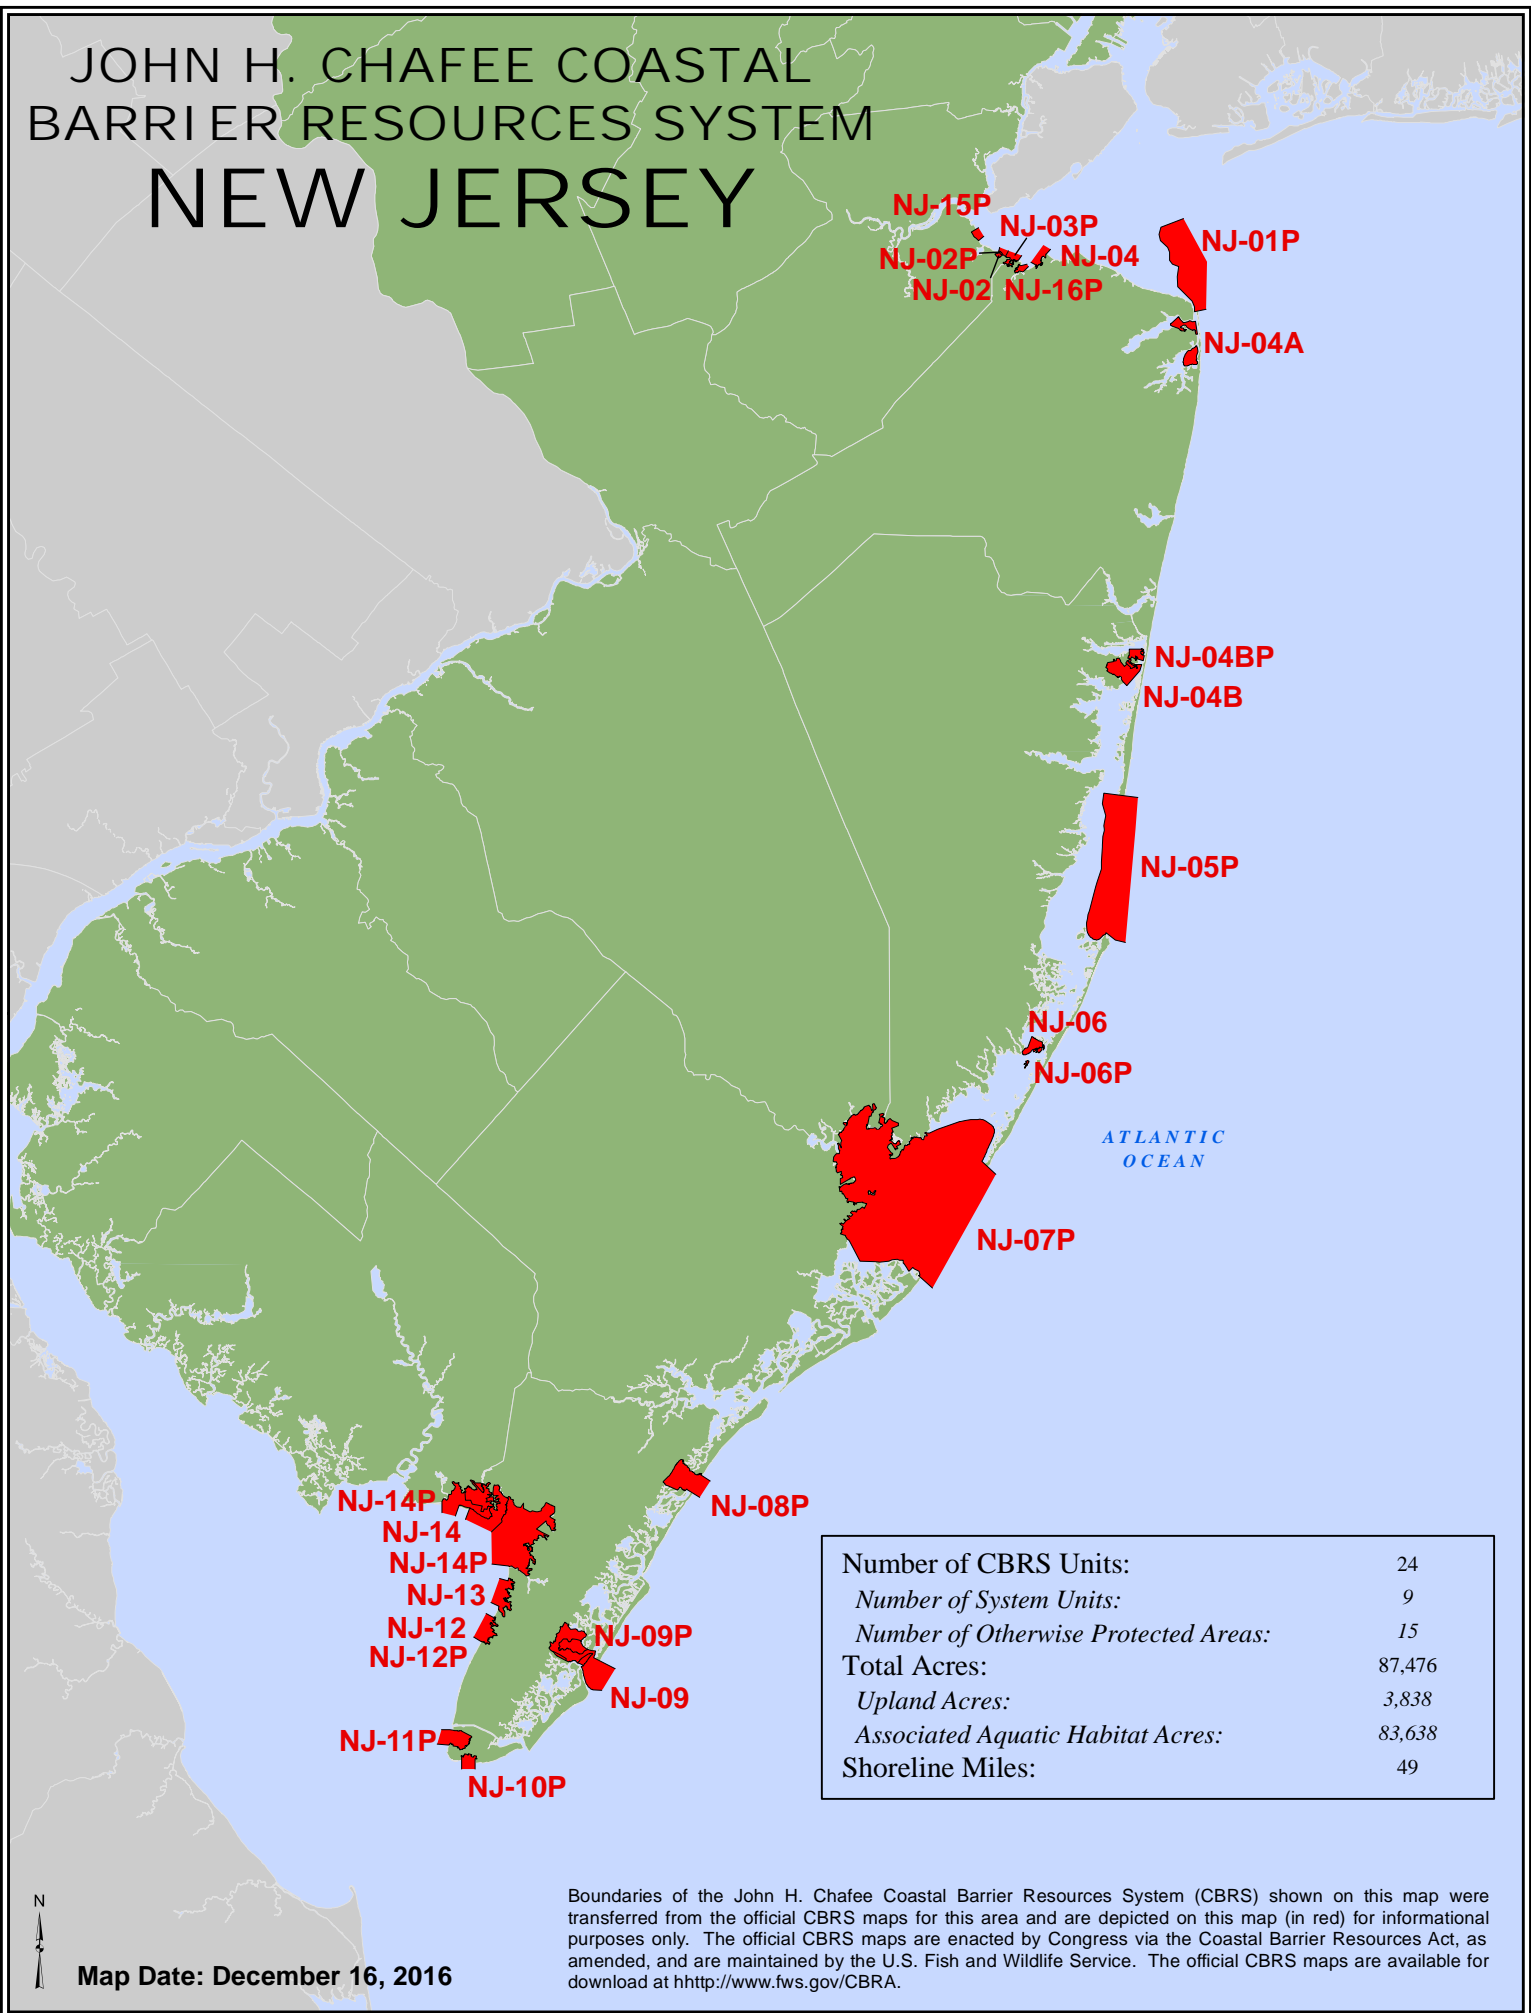 JOHN H. CHAFEE COASTAL
BARRIER RESOURCES SYSTEM
NEW JERSEY
NJ-15P
NJ-03P
NJ-01P
NJ-02P
NJ-04
NJ-02
NJ-16P
NJ-04A
NJ-04BP
NJ-04B
NJ-05P
NJ-06
NJ-06P
ATLANTIC
OCEAN
NJ-07P
NJ-14P
NJ-08P
NJ-14
NJ-14P
NJ-13
NJ-12
NJ-09P
NJ-12P
NJ-09
NJ-11P
NJ-10P
Number of CBRS Units: 24
Number of System Units: 9
Number of Otherwise Protected Areas: 15
Total Acres: 87,476
Upland Acres: 3,838
Associated Aquatic Habitat Acres: 83,638
Shoreline Miles: 49
N
Map Date: December 16, 2016
Boundaries of the John H. Chafee Coastal Barrier Resources System (CBRS) shown on this map were
transferred from the official CBRS maps for this area and are depicted on this map (in red) for informational
purposes only. The official CBRS maps are enacted by Congress via the Coastal Barrier Resources Act, as
amended, and are maintained by the U.S. Fish and Wildlife Service. The official CBRS maps are available for
download at hhttp://www.fws.gov/CBRA.